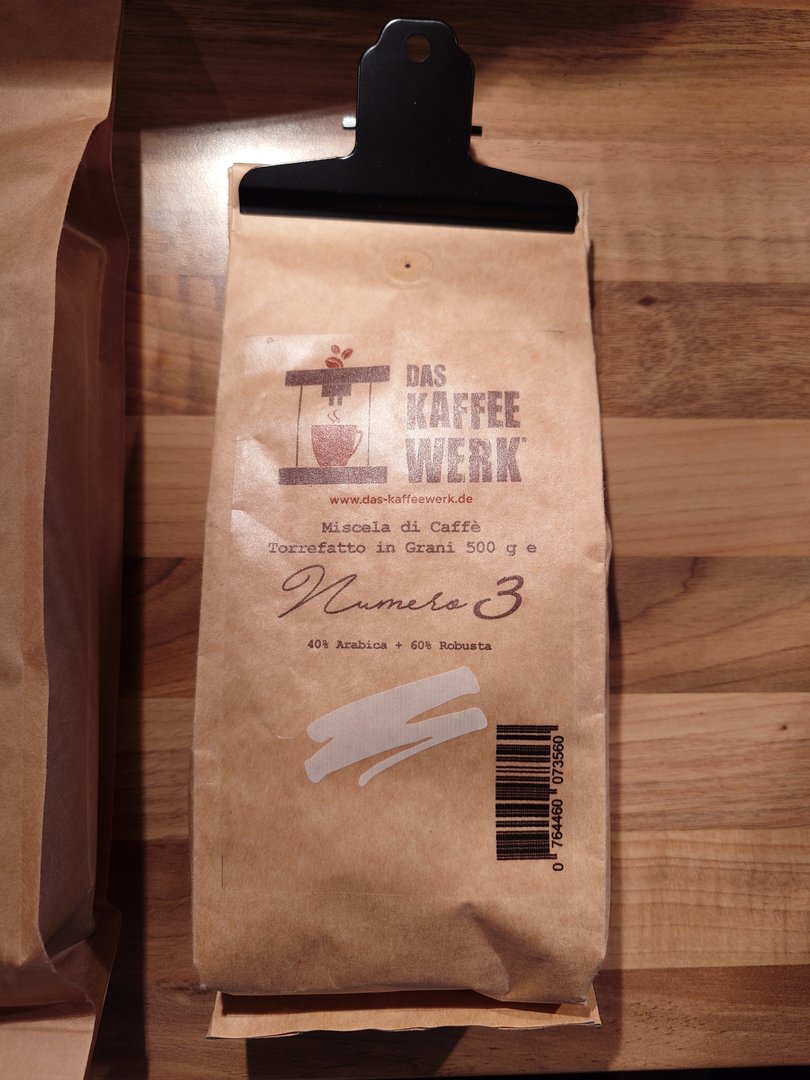 DAS
KAFFEE
WERK®
www.das-kaffeewerk.de
Miscela di Caffè
Torrefatto in Grani 500 g e
Numero 3
40% Arabica + 60% Robusta
0 764460 073560